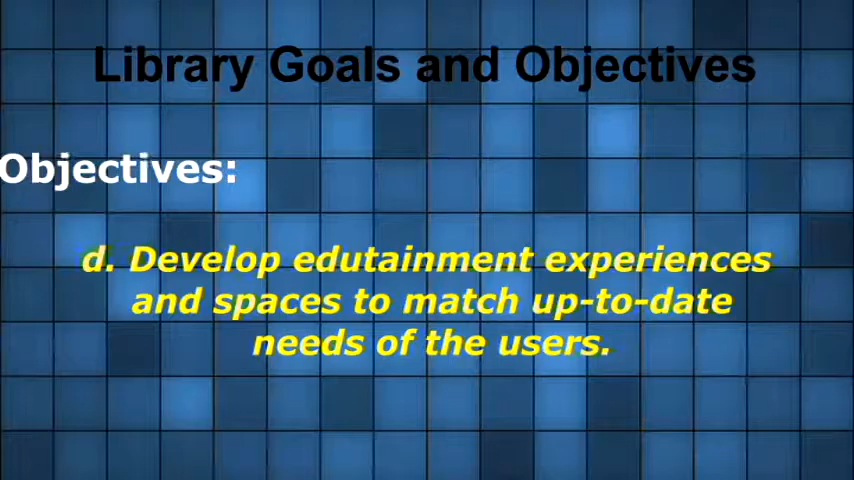 Library Goals and Objectives
Objectives:
d. Develop edutainment experiences
and spaces to match up-to-date
needs of the users.